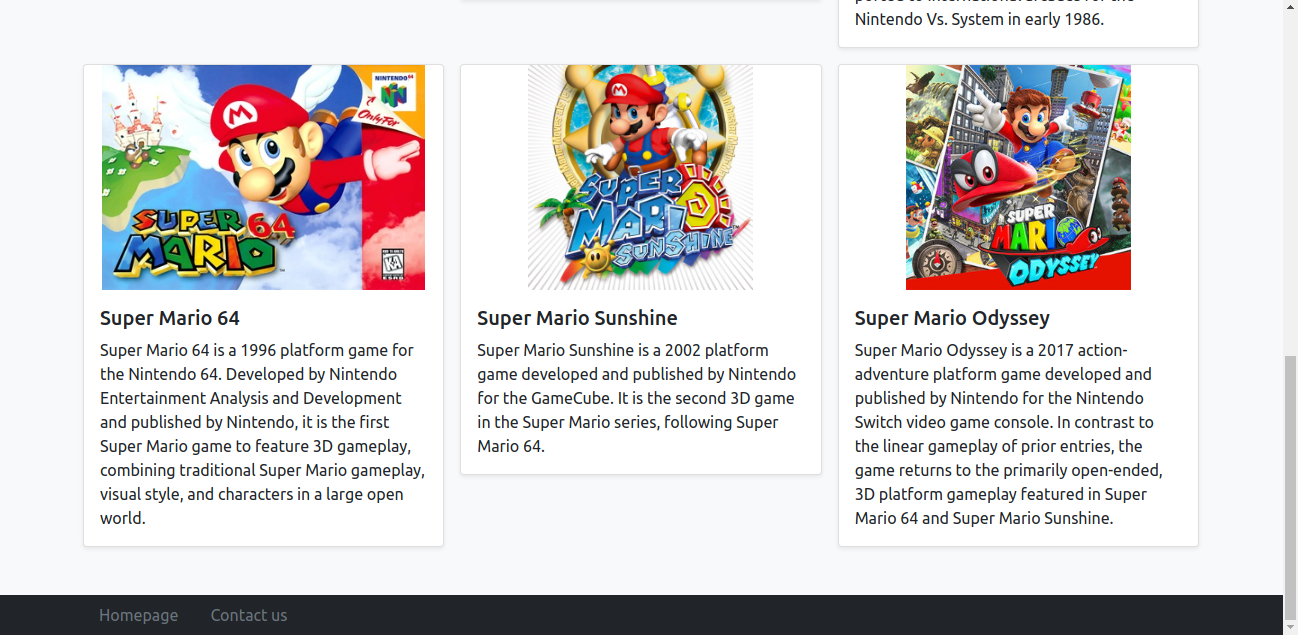 Nintendo Vs. System in early 1986.
NINTENDO 64
Only For
SUPER
MARIO 64
KA
ESRB
SUPER
MARIO
SUNSHINE
SUPER
MARIO
ODYSSEY
Super Mario 64
Super Mario 64 is a 1996 platform game for
the Nintendo 64. Developed by Nintendo
Entertainment Analysis and Development
and published by Nintendo, it is the first
Super Mario game to feature 3D gameplay,
combining traditional Super Mario gameplay,
visual style, and characters in a large open
world.
Super Mario Sunshine
Super Mario Sunshine is a 2002 platform
game developed and published by Nintendo
for the GameCube. It is the second 3D game
in the Super Mario series, following Super
Mario 64.
Super Mario Odyssey
Super Mario Odyssey is a 2017 action-
adventure platform game developed and
published by Nintendo for the Nintendo
Switch video game console. In contrast to
the linear gameplay of prior entries, the
game returns to the primarily open-ended,
3D platform gameplay featured in Super
Mario 64 and Super Mario Sunshine.
Homepage
Contact us